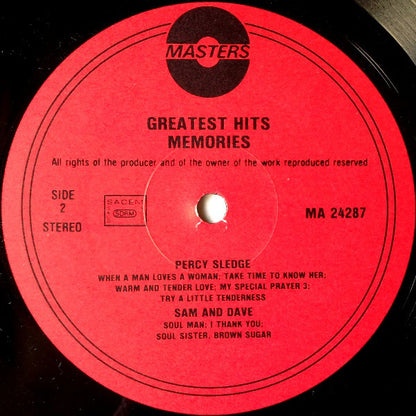 MASTERS
GREATEST HITS
MEMORIES
All rights of the producer and of the owner of the work reproduced reserved
SIDE
2
STEREO
SACEM
SDRM
MA 24287
PERCY SLEDGE
WHEN A MAN LOVES A WOMAN; TAKE TIME TO KNOW HER;
WARM AND TENDER LOVE; MY SPECIAL PRAYER 3;
TRY A LITTLE TENDERNESS
SAM AND DAVE
SOUL MAN; I THANK YOU;
SOUL SISTER, BROWN SUGAR